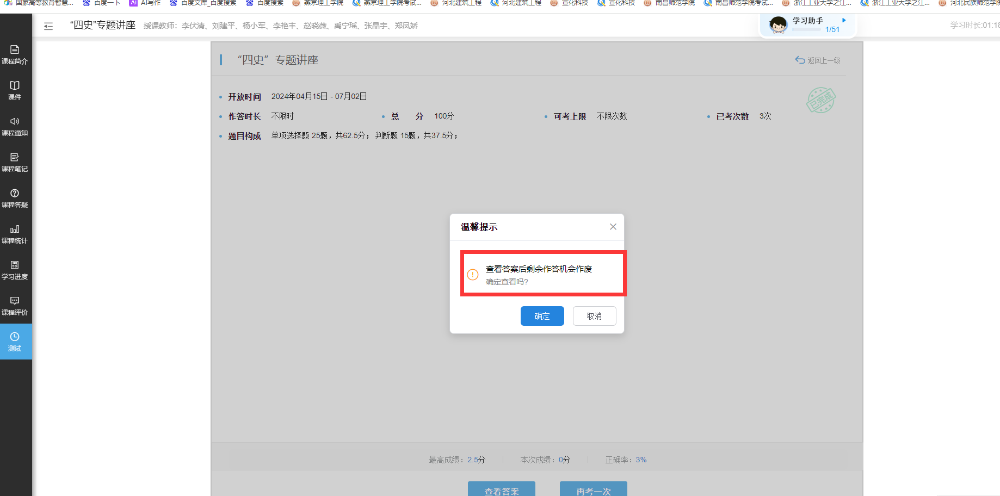 国家高等教育智慧... 百度一下 AI写作 百度文库_百度搜索 百度搜索 燕京理工学院 燕京理工学院考试... 河北建筑工程 河北建筑工程 宣化科技 宣化科技 南昌师范学院 南昌师范学院考试... 浙江工业大学之江... 浙江工业大学之江... 河北民族师范学院
“四史”专题讲座 授课教师：李伏清、刘建平、杨小军、李艳丰、赵晓薇、禹宁瑶、张晶宇、郑凤娇
学习助手
1/51
学习时长:01:18
课程简介
课件
课程通知
课程笔记
课程答疑
课程统计
学习进度
课程评价
测试
“四史”专题讲座
返回上一级
开放时间 2024年04月15日 - 07月02日
已完成
作答时长 不限时 总 分 100分 可考上限 不限次数 已考次数 3次
题目构成 单项选择题 25题，共62.5分； 判断题 15题，共37.5分；
温馨提示
查看答案后剩余作答机会作废
确定查看吗?
确定 取消
最高成绩：2.5分 本次成绩：0分 正确率：3%
查看答案 再考一次